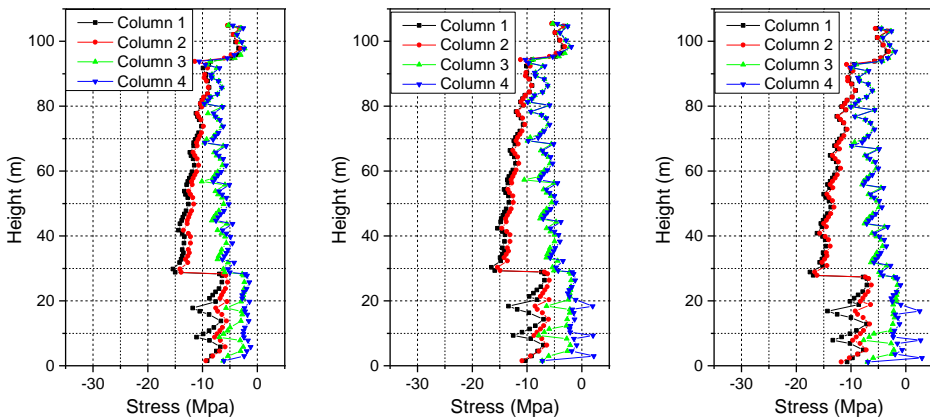 Column 1
Column 2
Column 3
Column 4
Height (m)
100
80
60
40
20
0
-30 -20 -10 0
Stress (Mpa)
Column 1
Column 2
Column 3
Column 4
Height (m)
100
80
60
40
20
0
-30 -20 -10 0
Stress (Mpa)
Column 1
Column 2
Column 3
Column 4
Height (m)
100
80
60
40
20
0
-30 -20 -10 0
Stress (Mpa)